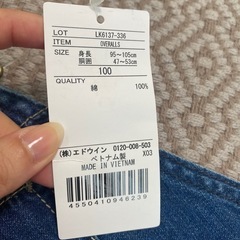 LOT LK6137-336
ITEM OVERALLS
SIZE 身長 95〜105cm
胴囲 47〜53cm
100
QUALITY
綿 100%
(株)エドウイン 0120-008-503
ベトナム製 X03
MADE IN VIETNAM
4550410946239